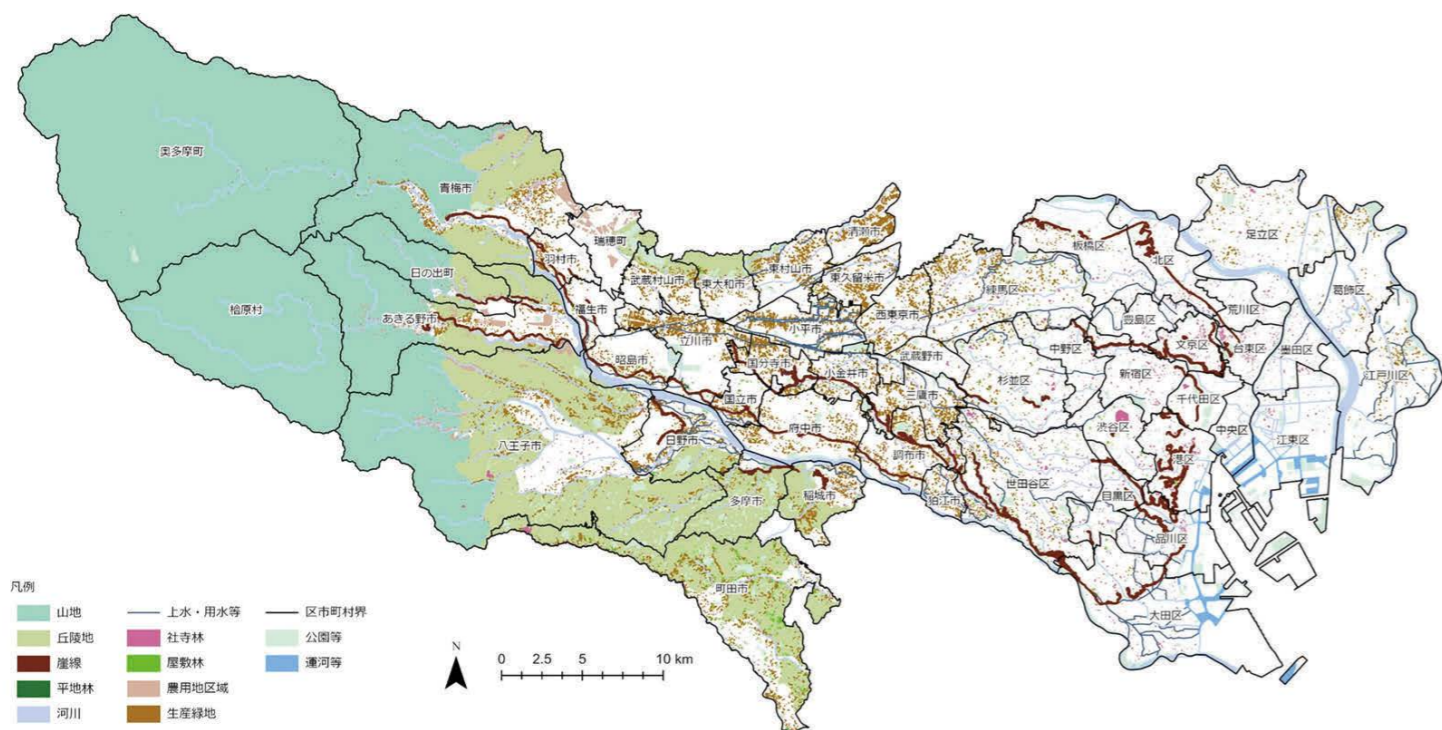 奥多摩町
青梅市
瑞穂町
羽村市
日の出町
檜原村
あきる野市
福生市
武蔵村山市
東大和市
東村山市
清瀬市
東久留米市
西東京市
小平市
立川市
昭島市
国分寺市
小金井市
武蔵野市
三鷹市
国立市
府中市
調布市
狛江市
八王子市
日野市
多摩市
稲城市
町田市
練馬区
板橋区
北区
足立区
葛飾区
荒川区
豊島区
文京区
台東区
墨田区
中野区
新宿区
杉並区
千代田区
江戸川区
渋谷区
中央区
江東区
港区
世田谷区
目黒区
品川区
大田区
凡例
山地
丘陵地
崖線
平地林
河川
上水・用水等
社寺林
屋敷林
農用地区域
生産緑地
区市町村界
公園等
運河等
N
0 2.5 5 10 km